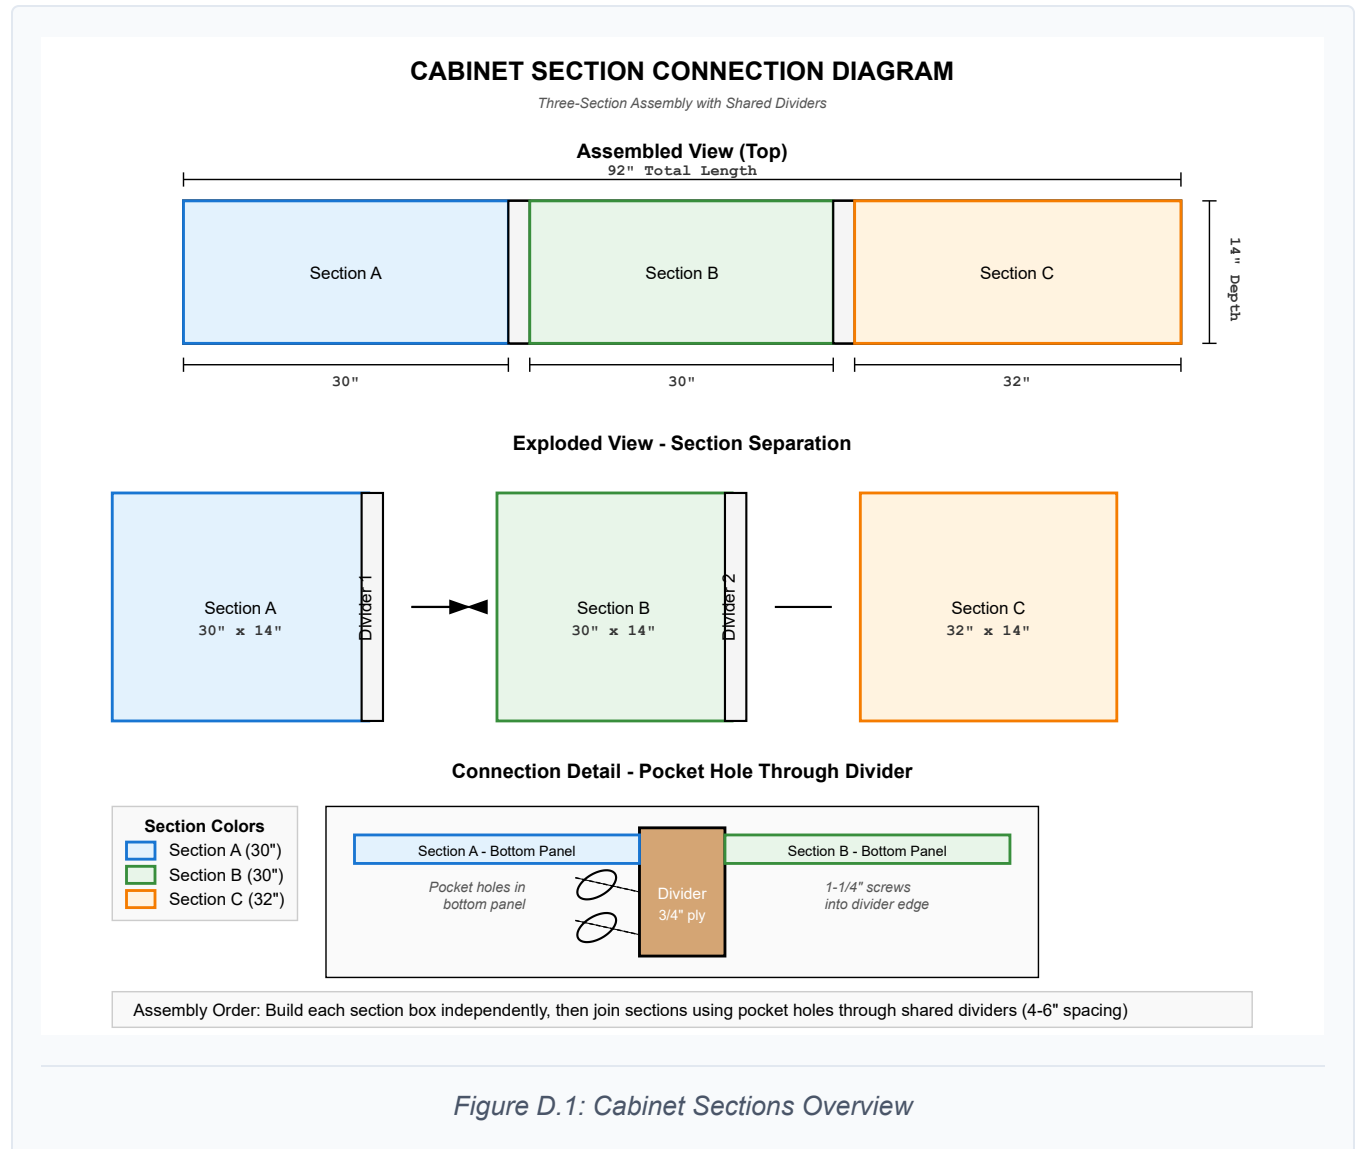 CABINET SECTION CONNECTION DIAGRAM
Three-Section Assembly with Shared Dividers
Assembled View (Top)
92" Total Length
Section A
Section B
Section C
14" Depth
30"
30"
32"
Exploded View - Section Separation
Section A
30" x 14"
Divider 1
Section B
30" x 14"
Divider 2
Section C
32" x 14"
Connection Detail - Pocket Hole Through Divider
Section Colors
Section A (30")
Section B (30")
Section C (32")
Section A - Bottom Panel
Section B - Bottom Panel
Pocket holes in
bottom panel
Divider
3/4" ply
1-1/4" screws
into divider edge
Assembly Order: Build each section box independently, then join sections using pocket holes through shared dividers (4-6" spacing)
Figure D.1: Cabinet Sections Overview